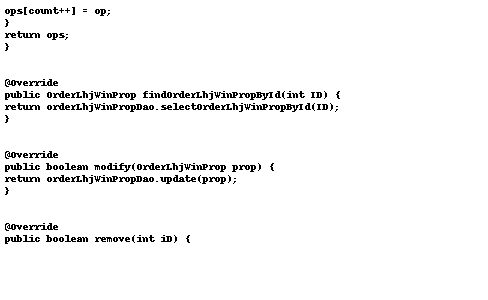 ops[count++] = op;
}
return ops;
}
@Override
public OrderLhjWinProp findOrderLhjWinPropById(int ID) {
return orderLhjWinPropDao.selectOrderLhjWinPropById(ID);
}
@Override
public boolean modify(OrderLhjWinProp prop) {
return orderLhjWinPropDao.update(prop);
}
@Override
public boolean remove(int iD) {